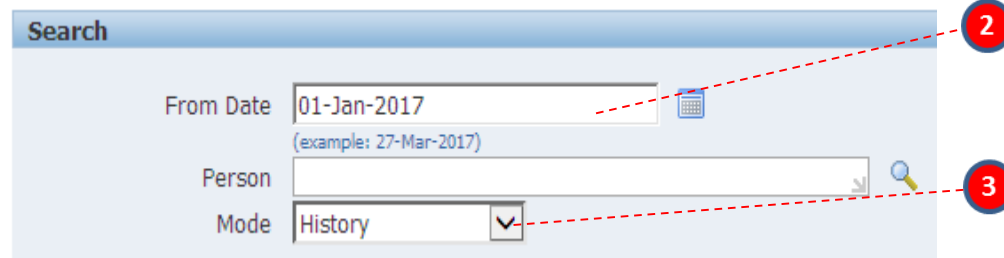 Search
2
From Date 01-Jan-2017
(example: 27-Mar-2017)
Person
3
Mode History